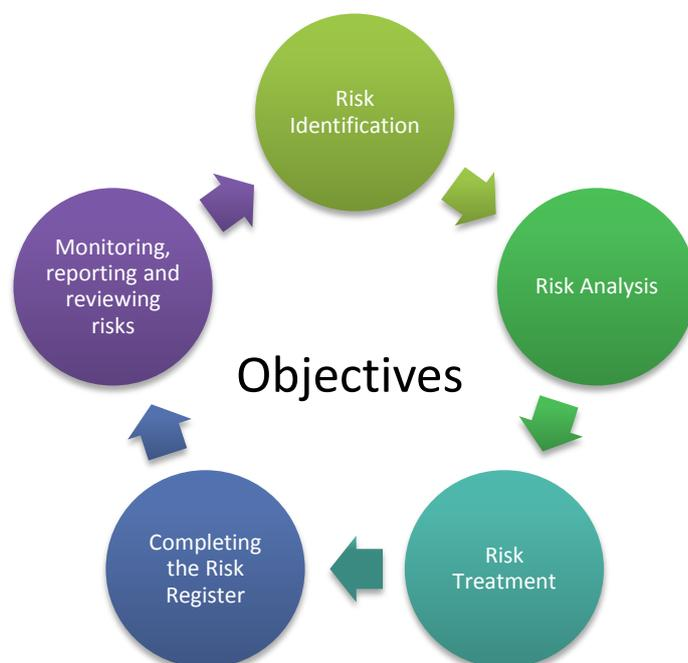 Risk
Identification
Risk Analysis
Risk
Treatment
Completing
the Risk
Register
Monitoring,
reporting and
reviewing
risks
Objectives